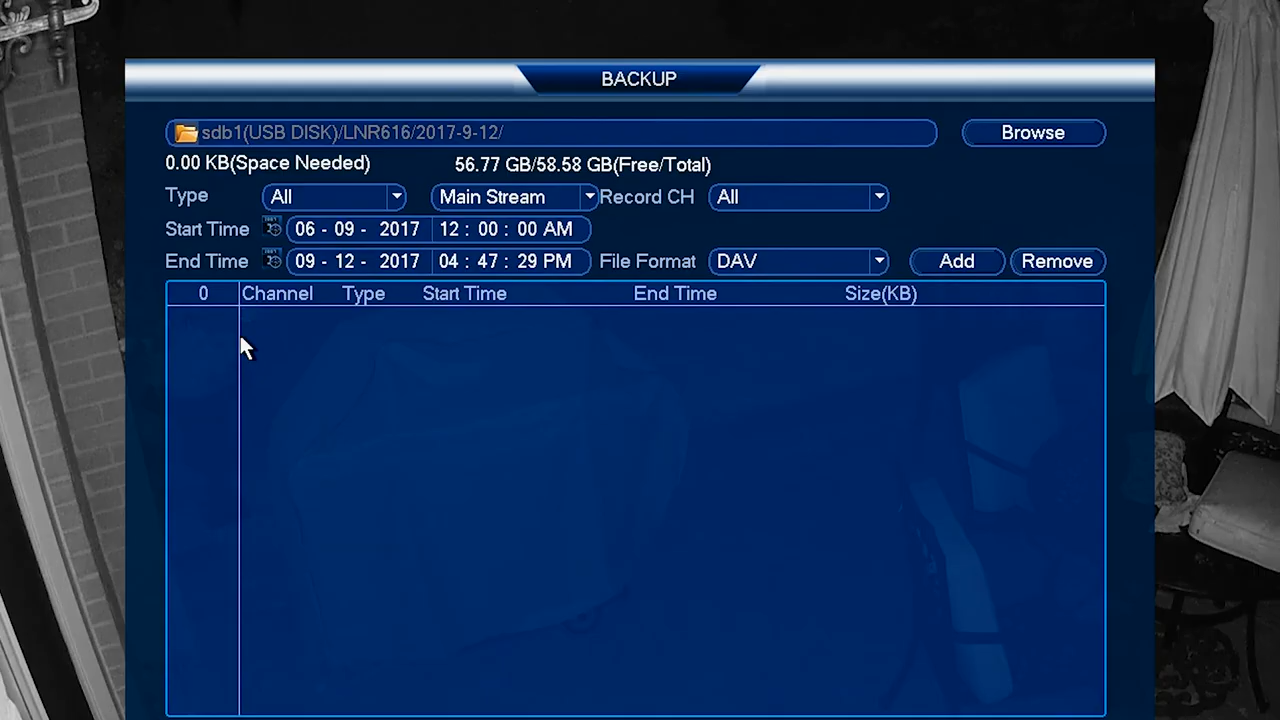 BACKUP
sdb1(USB DISK)/LNR616/2017-9-12/ Browse
0.00 KB(Space Needed) 56.77 GB/58.58 GB(Free/Total)
Type All Main Stream Record CH All
Start Time 06 - 09 - 2017 12 : 00 : 00 AM
End Time 09 - 12 - 2017 04 : 47 : 29 PM File Format DAV Add Remove
0 Channel Type Start Time End Time Size(KB)